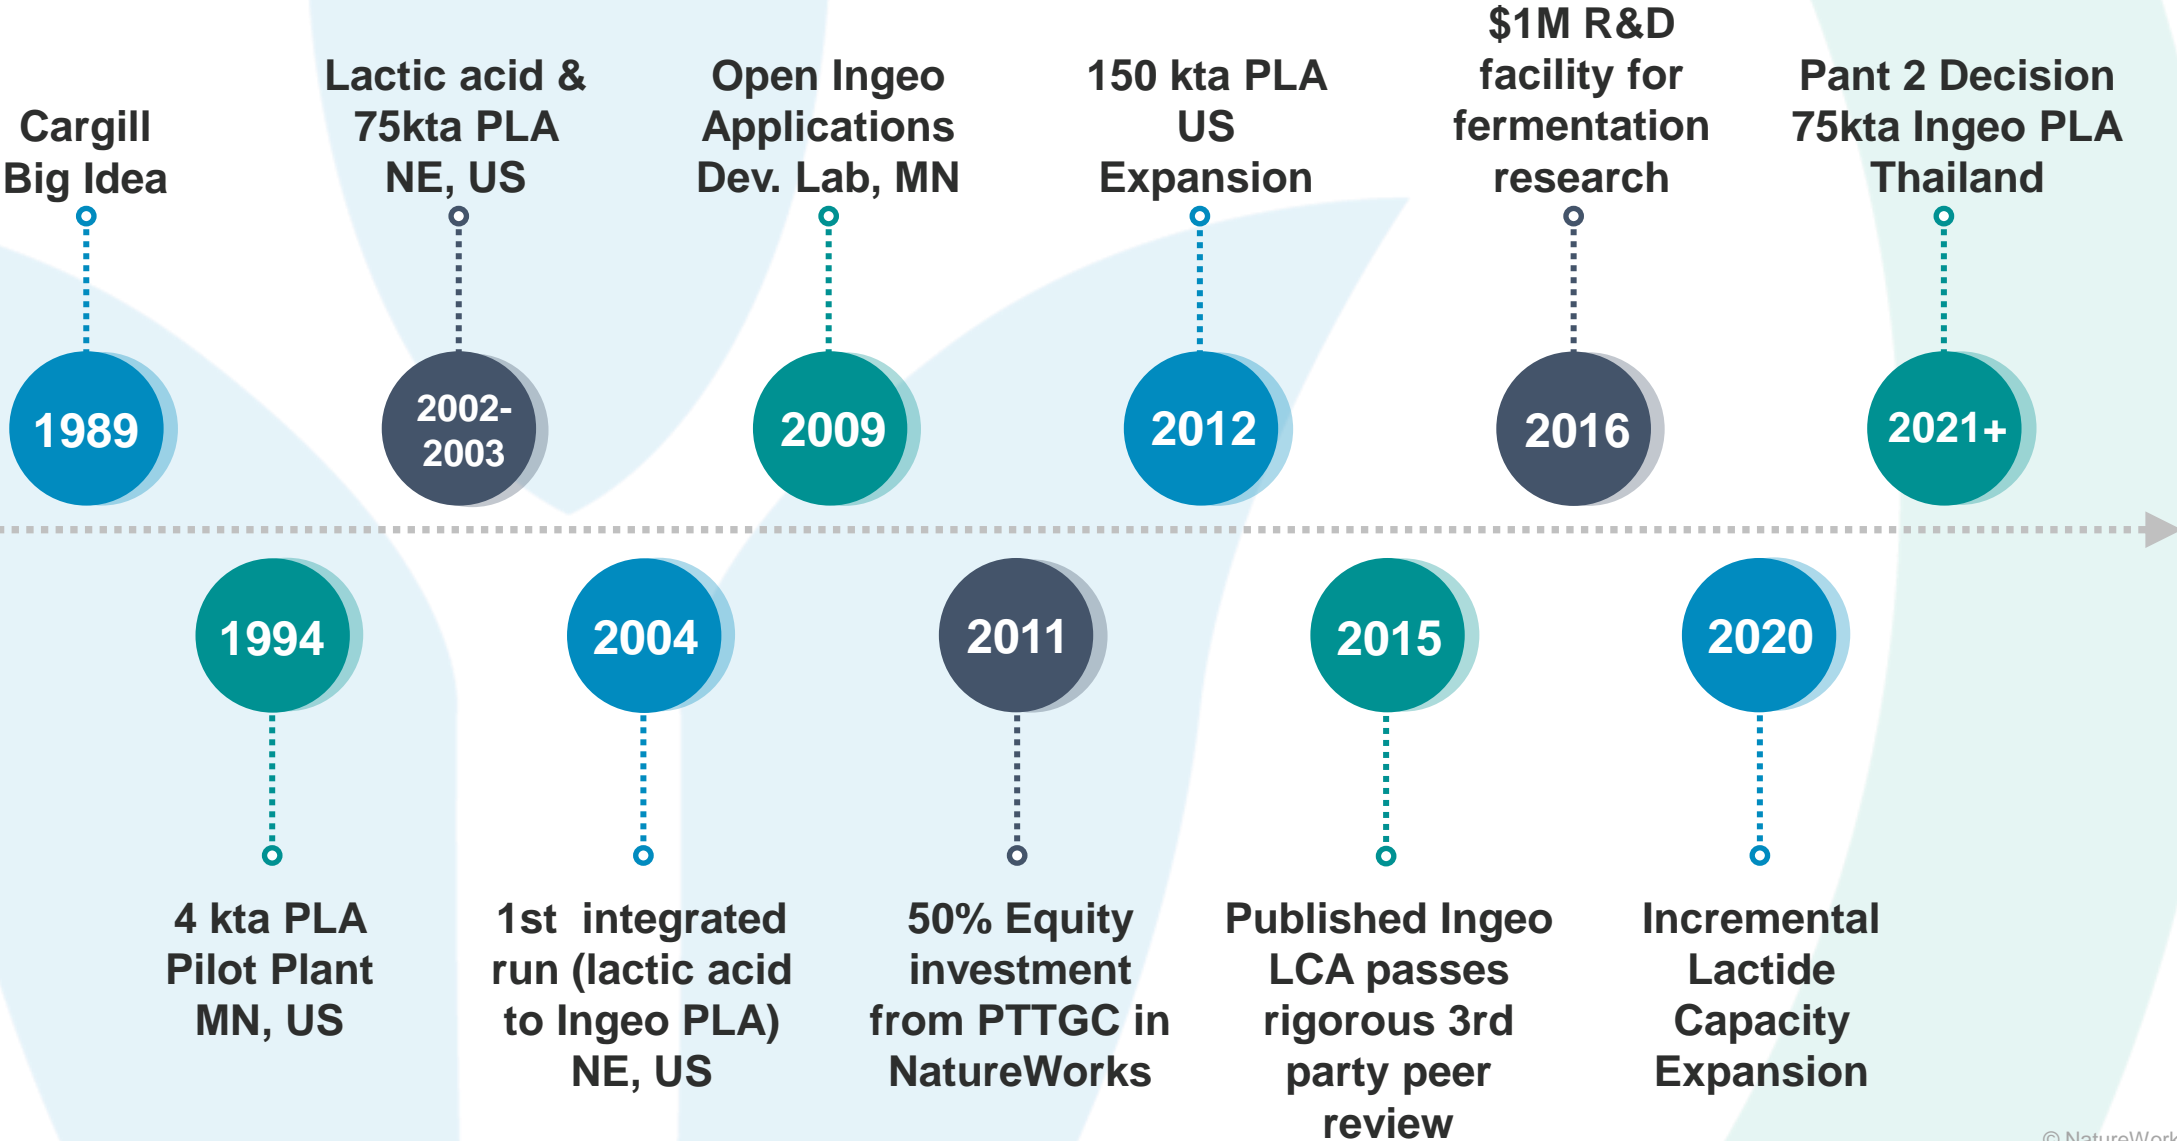 Cargill
Big Idea
1989
4 kta PLA
Pilot Plant
MN, US
1994
Lactic acid &
75kta PLA
NE, US
2002-
2003
1st integrated
run (lactic acid
to Ingeo PLA)
NE, US
2004
Open Ingeo
Applications
Dev. Lab, MN
2009
50% Equity
investment
from PTTGC in
NatureWorks
2011
150 kta PLA
US
Expansion
2012
Published Ingeo
LCA passes
rigorous 3rd
party peer
review
2015
$1M R&D
facility for
fermentation
research
2016
Incremental
Lactide
Capacity
Expansion
2020
Pant 2 Decision
75kta Ingeo PLA
Thailand
2021+
© NatureWork